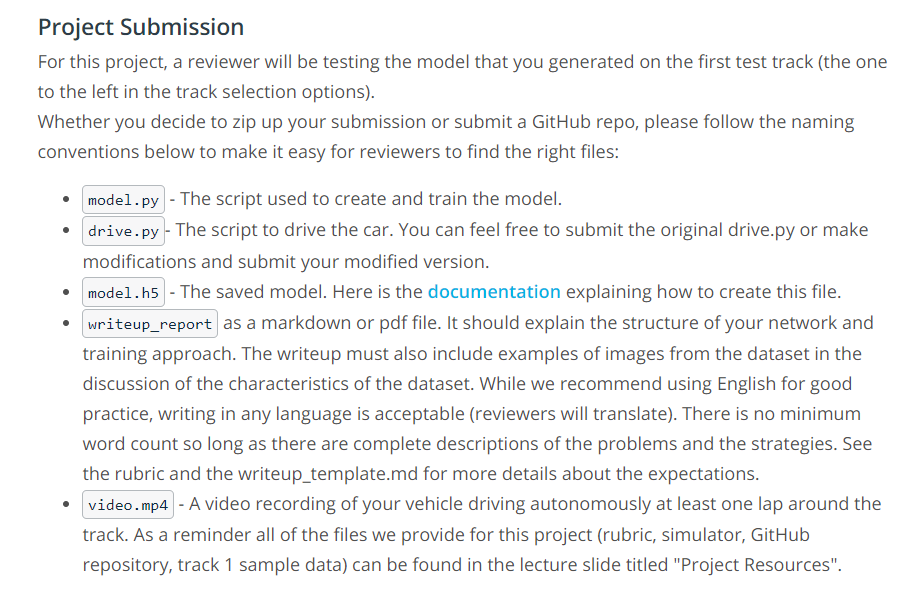 Project Submission
For this project, a reviewer will be testing the model that you generated on the first test track (the one
to the left in the track selection options).
Whether you decide to zip up your submission or submit a GitHub repo, please follow the naming
conventions below to make it easy for reviewers to find the right files:
• model.py - The script used to create and train the model.
• drive.py - The script to drive the car. You can feel free to submit the original drive.py or make
modifications and submit your modified version.
• model.h5 - The saved model. Here is the documentation explaining how to create this file.
• writeup_report as a markdown or pdf file. It should explain the structure of your network and
training approach. The writeup must also include examples of images from the dataset in the
discussion of the characteristics of the dataset. While we recommend using English for good
practice, writing in any language is acceptable (reviewers will translate). There is no minimum
word count so long as there are complete descriptions of the problems and the strategies. See
the rubric and the writeup_template.md for more details about the expectations.
• video.mp4 - A video recording of your vehicle driving autonomously at least one lap around the
track. As a reminder all of the files we provide for this project (rubric, simulator, GitHub
repository, track 1 sample data) can be found in the lecture slide titled "Project Resources".